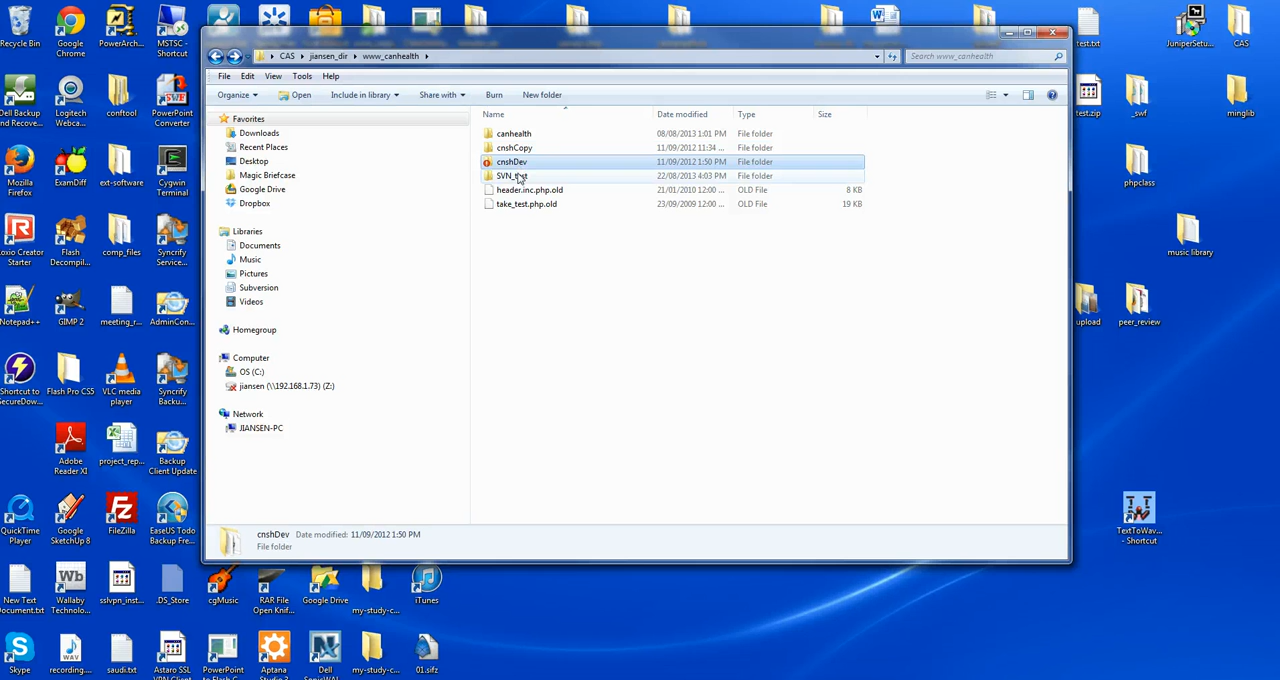 CAS ▸ jiansen_dir ▸ www_canhealth ▸
Search www_canhealth
File Edit View Tools Help
Organize Open Include in library Share with Burn New folder
Name Date modified Type Size
Favorites
Downloads
Recent Places
Desktop
Magic Briefcase
Google Drive
Dropbox
Libraries
Documents
Music
Pictures
Subversion
Videos
Homegroup
Computer
OS (C:)
jiansen (\\192.168.1.73) (Z:)
Network
JIANSEN-PC
canhealth 08/08/2013 1:01 PM File folder
cnshCopy 11/09/2012 11:34 ... File folder
cnshDev 11/09/2012 1:50 PM File folder
SVN_test 22/08/2013 4:03 PM File folder
header.inc.php.old 21/01/2010 12:00 ... OLD File 8 KB
take_test.php.old 23/09/2009 12:00 ... OLD File 19 KB
cnshDev Date modified: 11/09/2012 1:50 PM
File folder
Recycle Bin
Google
Chrome
PowerArch...
MSTSC -
Shortcut
Dell Backup
and Recove...
Logitech
Webca...
conftool
PowerPoint
Converter
Mozilla
Firefox
ExamDiff
ext-software
Cygwin
Terminal
Roxio Creator
Starter
Flash
Decompil...
comp_files
Syncrify
Service...
Notepad++
GIMP 2
meeting_r...
AdminCon...
Shortcut to
SecureDow...
Flash Pro CS5
VLC media
player
Syncrify
Backu...
Adobe
Reader XI
project_rep...
Backup
Client Update
QuickTime
Player
Google
SketchUp 8
FileZilla
EaseUS Todo
Backup Fre...
New Text
Document.txt
Wallaby
Technolo...
sslvpn_inst...
.DS_Store
cgMusic
RAR File
Open Knif...
Google Drive
my-study-c...
iTunes
Skype
recording....
saudi.txt
Astaro SSL
VPN Client
PowerPoint
to Flash C...
Aptana
Studio 3
Dell
SonicWAL...
my-study-c...
01.sifz
test.txt
JuniperSetu...
CAS
test.zip
_swf
minglib
phpclass
music library
upload
peer_review
TextToWav...
- Shortcut